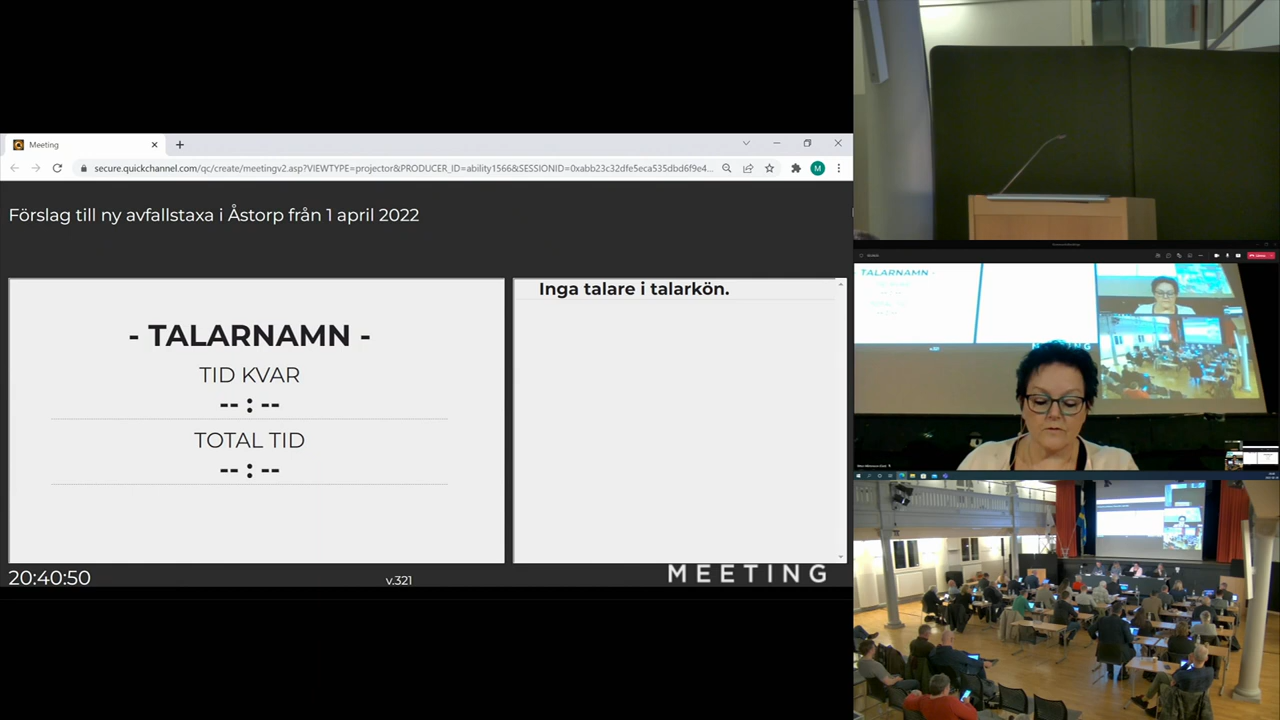 Meeting
secure.quickchannel.com/qc/create/meetingv2.asp?VIEWTYPE=projector&PRODUCER_ID=ability1566&SESSIONID=0xabb23c32dfe5eca535dbd6f9e4...
Förslag till ny avfallstaxa i Åstorp från 1 april 2022
- TALARNAMN -
TID KVAR
-- : --
TOTAL TID
-- : --
Inga talare i talarkön.
20:40:50
v.321
MEETING
M
TALARNAMN -